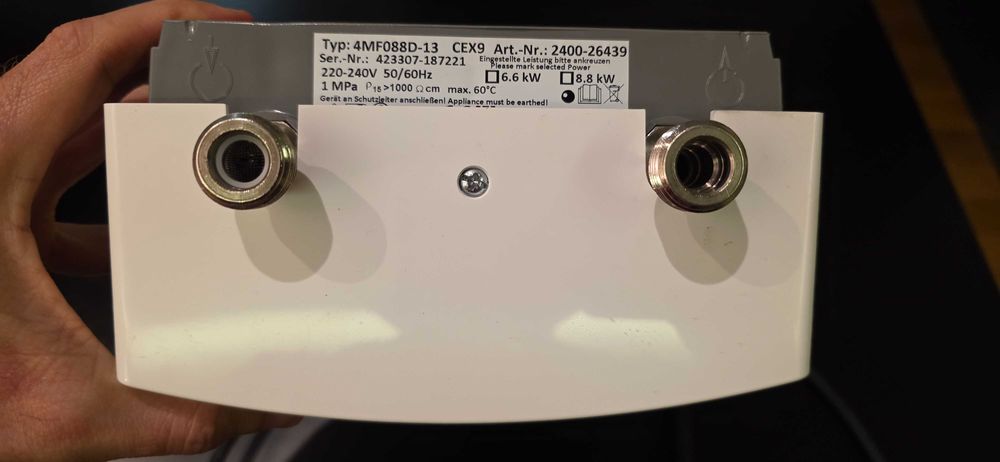 Typ: 4MF088D-13 CEX9 Art.-Nr.: 2400-26439
Ser.-Nr.: 423307-187221 Eingestellte Leistung bitte ankreuzen
Please mark selected Power
220-240V 50/60Hz 6.6 kW 8.8 kW
1 MPa ρ15 >1000 Ω cm max. 60°C
Gerät an Schutzleiter anschließen! Appliance must be earthed!